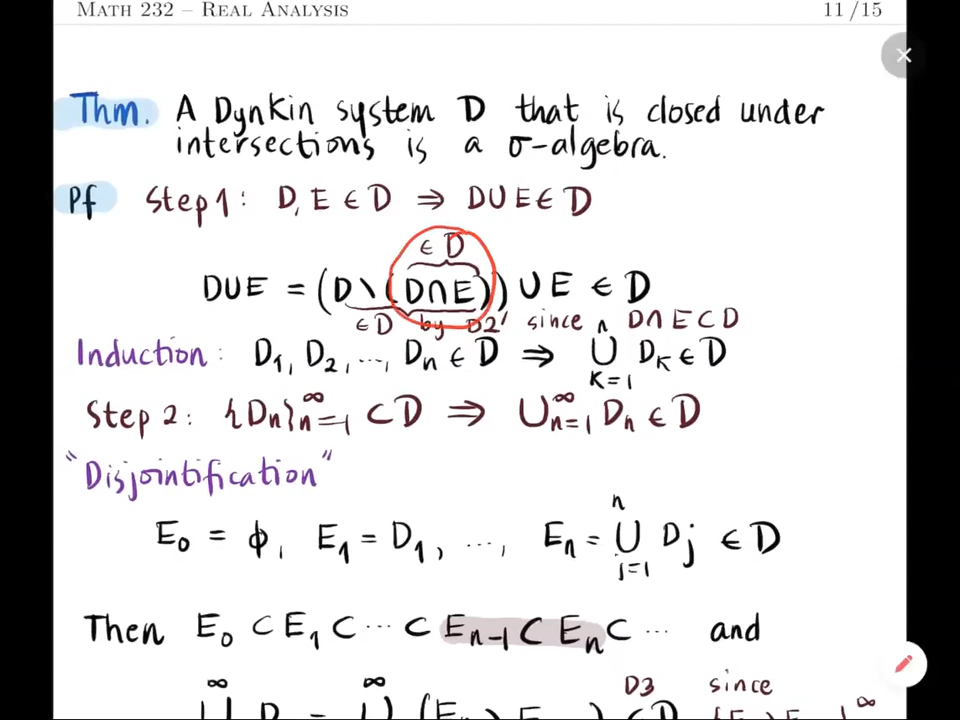 MATH 232 – REAL ANALYSIS 11/15
Thm. A Dynkin system D that is closed under
intersections is a σ-algebra.
Pf Step 1: D, E ∈ D ⇒ D∪E ∈ D
∈ D
D∪E = (D \ (D∩E)) ∪ E ∈ D
∈ D by D2' since D∩E ⊂ D
Induction: D₁, D₂, ..., Dₙ ∈ D ⇒ ⋃ₖ₌₁ⁿ Dₖ ∈ D
Step 2: {Dₙ}ₙ₌₁^∞ ⊂ D ⇒ ⋃ₙ₌₁^∞ Dₙ ∈ D
"Disjointification"
E₀ = ϕ, E₁ = D₁, ..., Eₙ = ⋃ⱼ₌₁ⁿ Dⱼ ∈ D
Then E₀ ⊂ E₁ ⊂ ··· ⊂ Eₙ₋₁ ⊂ Eₙ ⊂ ··· and
D3 since